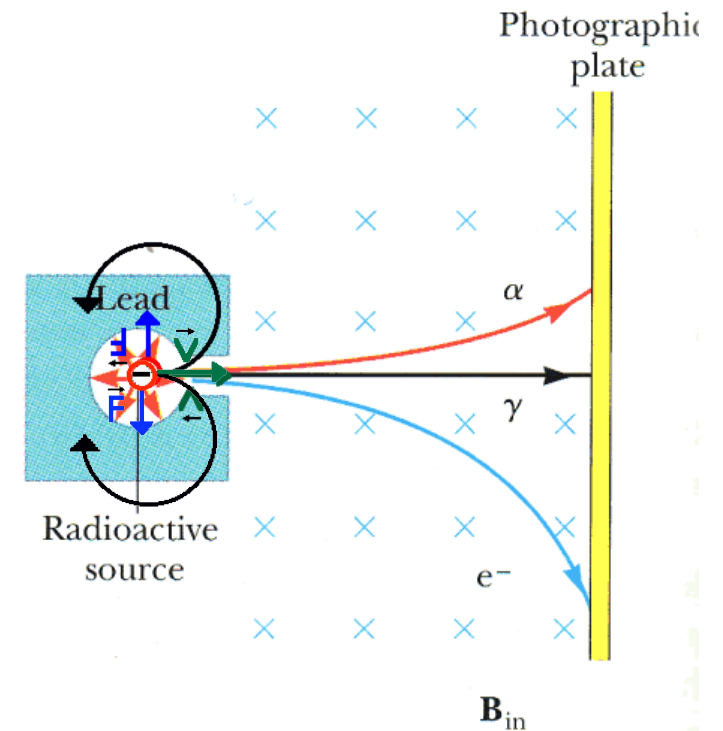 Photographic
plate
α
Lead
V
F
−
F
V
γ
Radioactive
source
e⁻
B_in